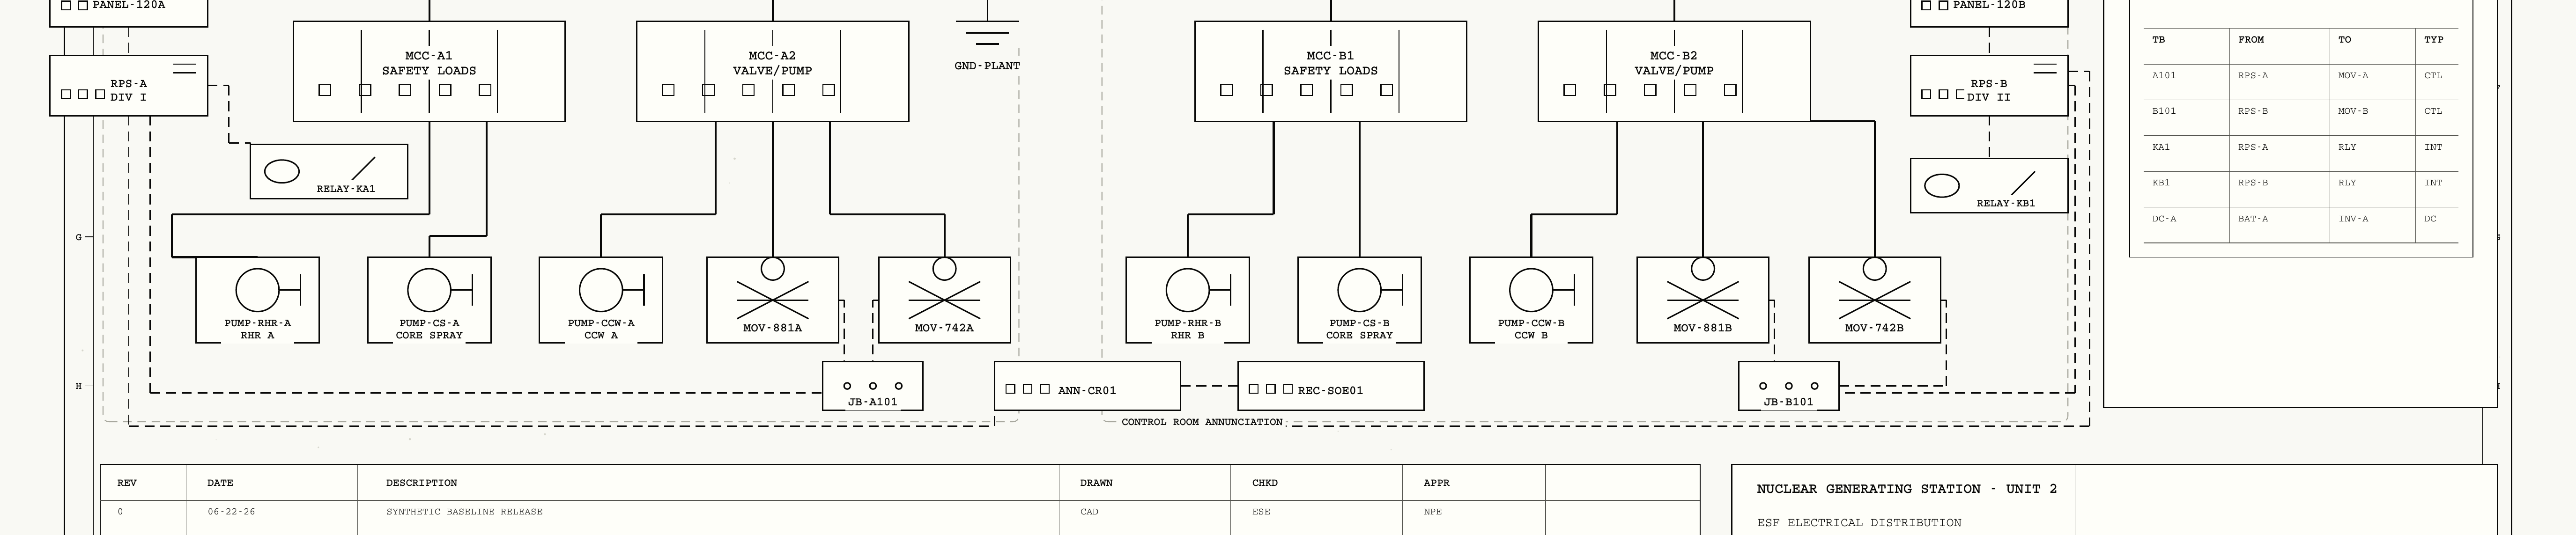 PANEL-120A
PANEL-120B
MCC-A1
SAFETY LOADS
MCC-A2
VALVE/PUMP
GND-PLANT
MCC-B1
SAFETY LOADS
MCC-B2
VALVE/PUMP
RPS-A
DIV I
RPS-B
DIV II
RELAY-KA1
RELAY-KB1
TB FROM TO TYP
A101 RPS-A MOV-A CTL
B101 RPS-B MOV-B CTL
KA1 RPS-A RLY INT
KB1 RPS-B RLY INT
DC-A BAT-A INV-A DC
G
PUMP-RHR-A
RHR A
PUMP-CS-A
CORE SPRAY
PUMP-CCW-A
CCW A
MOV-881A
MOV-742A
PUMP-RHR-B
RHR B
PUMP-CS-B
CORE SPRAY
PUMP-CCW-B
CCW B
MOV-881B
MOV-742B
H
JB-A101
ANN-CR01
REC-SOE01
JB-B101
CONTROL ROOM ANNUNCIATION
REV DATE DESCRIPTION DRAWN CHKD APPR
0 06-22-26 SYNTHETIC BASELINE RELEASE CAD ESE NPE
NUCLEAR GENERATING STATION - UNIT 2
ESF ELECTRICAL DISTRIBUTION